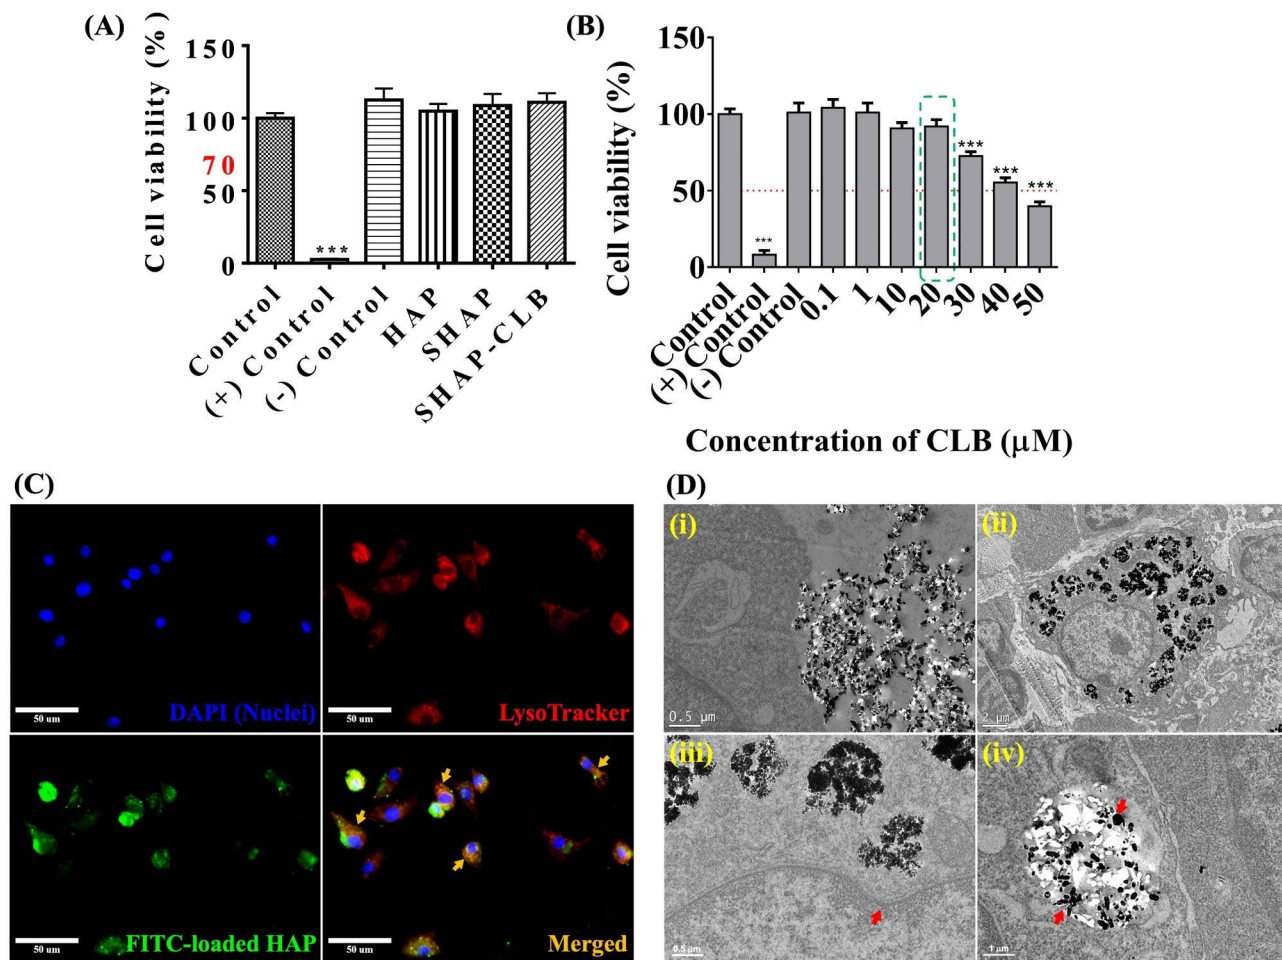 (A)
Cell viability (%)
150
100
70
50
0
***
Control
(+) Control
(-) Control
HAP
SHAP
SHAP-CLB
(B)
Cell viability (%)
150
100
50
0
***
***
***
***
Control
(+) Control
(-) Control
0.1
1
10
20
30
40
50
Concentration of CLB (μM)
(C)
50 um
DAPI (Nuclei)
50 um
LysoTracker
50 um
FITC-loaded HAP
50 um
Merged
(D)
(i)
0.5 μm
(ii)
2 μm
(iii)
0.5 μm
(iv)
1 μm